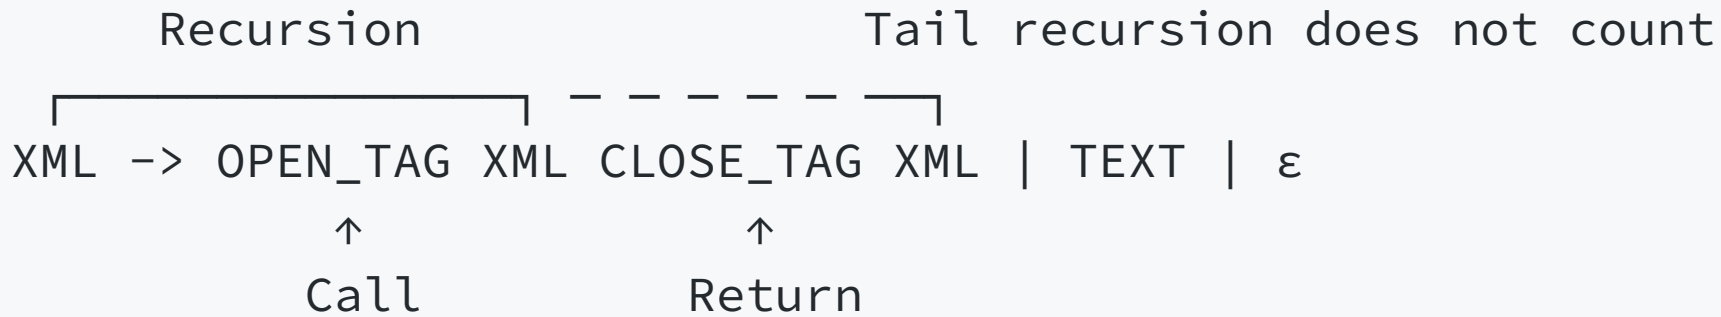 Recursion Tail recursion does not count
XML -> OPEN_TAG XML CLOSE_TAG XML | TEXT | ε
↑ ↑
Call Return